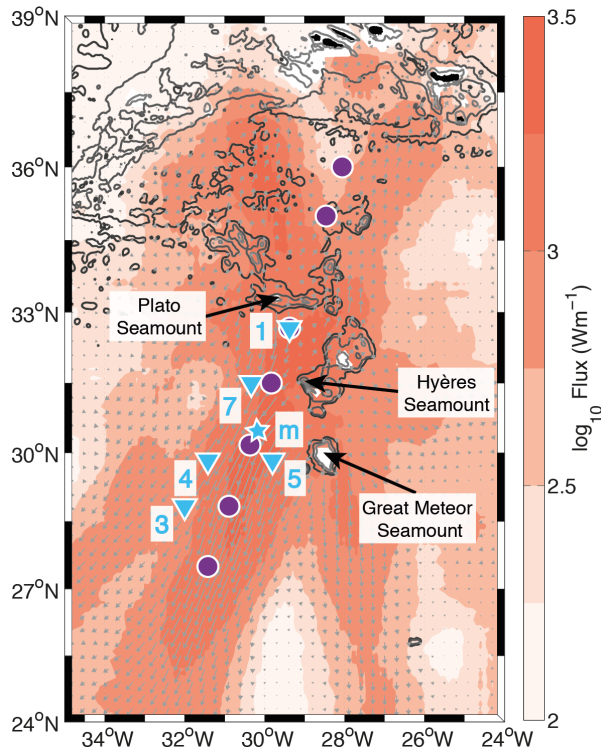 39°N
36°N
33°N
30°N
27°N
24°N
34°W
32°W
30°W
28°W
26°W
24°W
Plato
Seamount
1
7
m
4
5
3
Hyères
Seamount
Great Meteor
Seamount
3.5
3
2.5
2
log10 Flux (Wm−1)